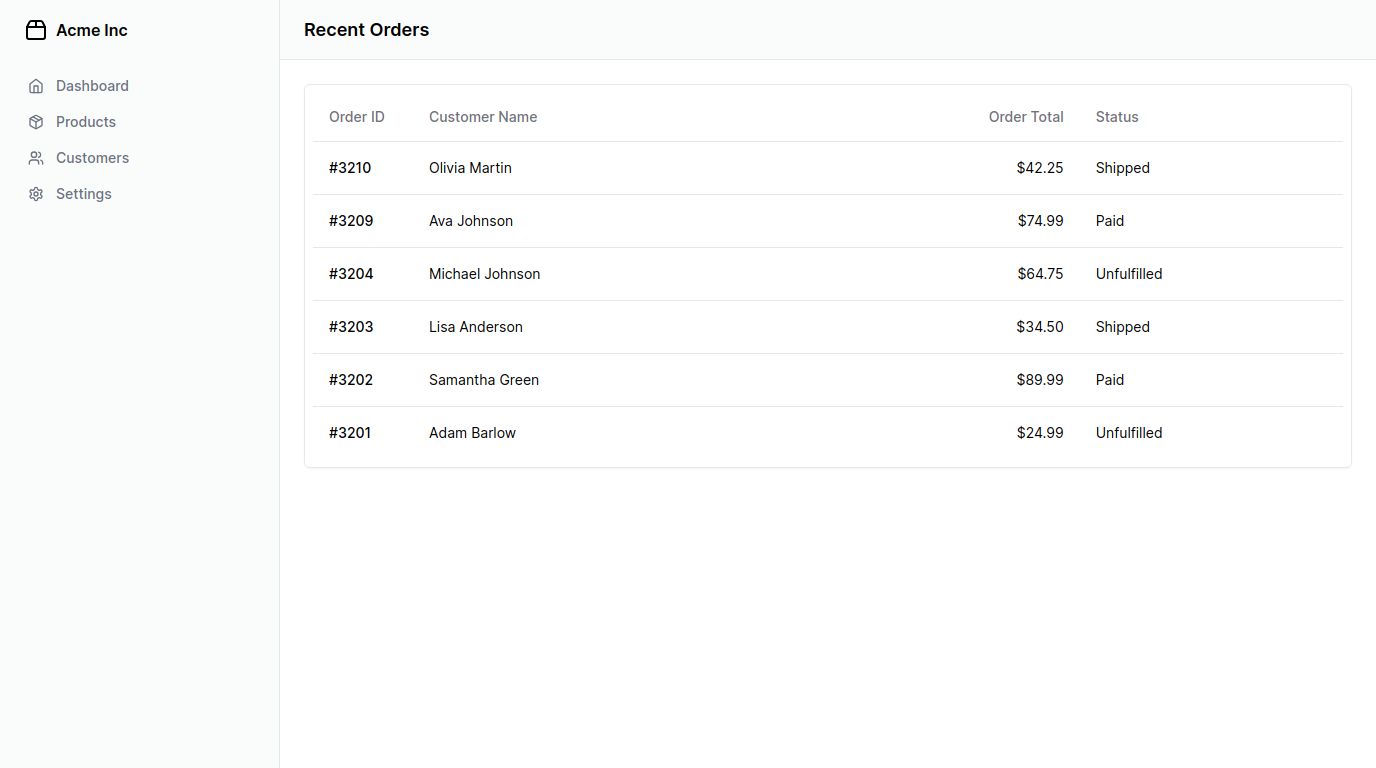 Acme Inc
Dashboard
Products
Customers
Settings
Recent Orders
Order ID Customer Name Order Total Status
#3210 Olivia Martin $42.25 Shipped
#3209 Ava Johnson $74.99 Paid
#3204 Michael Johnson $64.75 Unfulfilled
#3203 Lisa Anderson $34.50 Shipped
#3202 Samantha Green $89.99 Paid
#3201 Adam Barlow $24.99 Unfulfilled